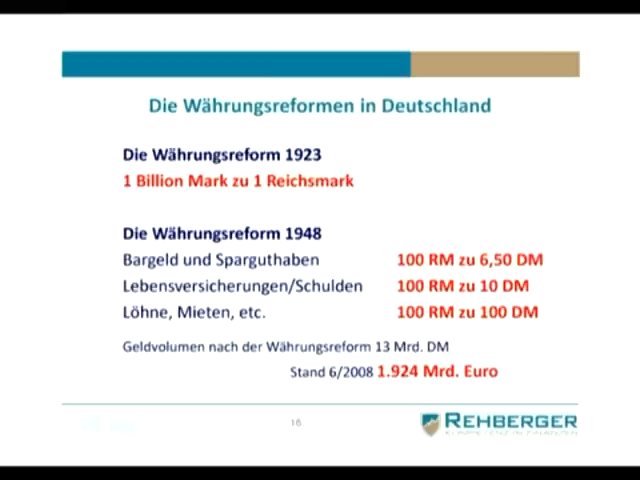 Die Währungsreformen in Deutschland
Die Währungsreform 1923
1 Billion Mark zu 1 Reichsmark
Die Währungsreform 1948
Bargeld und Sparguthaben 100 RM zu 6,50 DM
Lebensversicherungen/Schulden 100 RM zu 10 DM
Löhne, Mieten, etc. 100 RM zu 100 DM
Geldvolumen nach der Währungsreform 13 Mrd. DM
Stand 6/2008 1.924 Mrd. Euro
16
REHBERGER